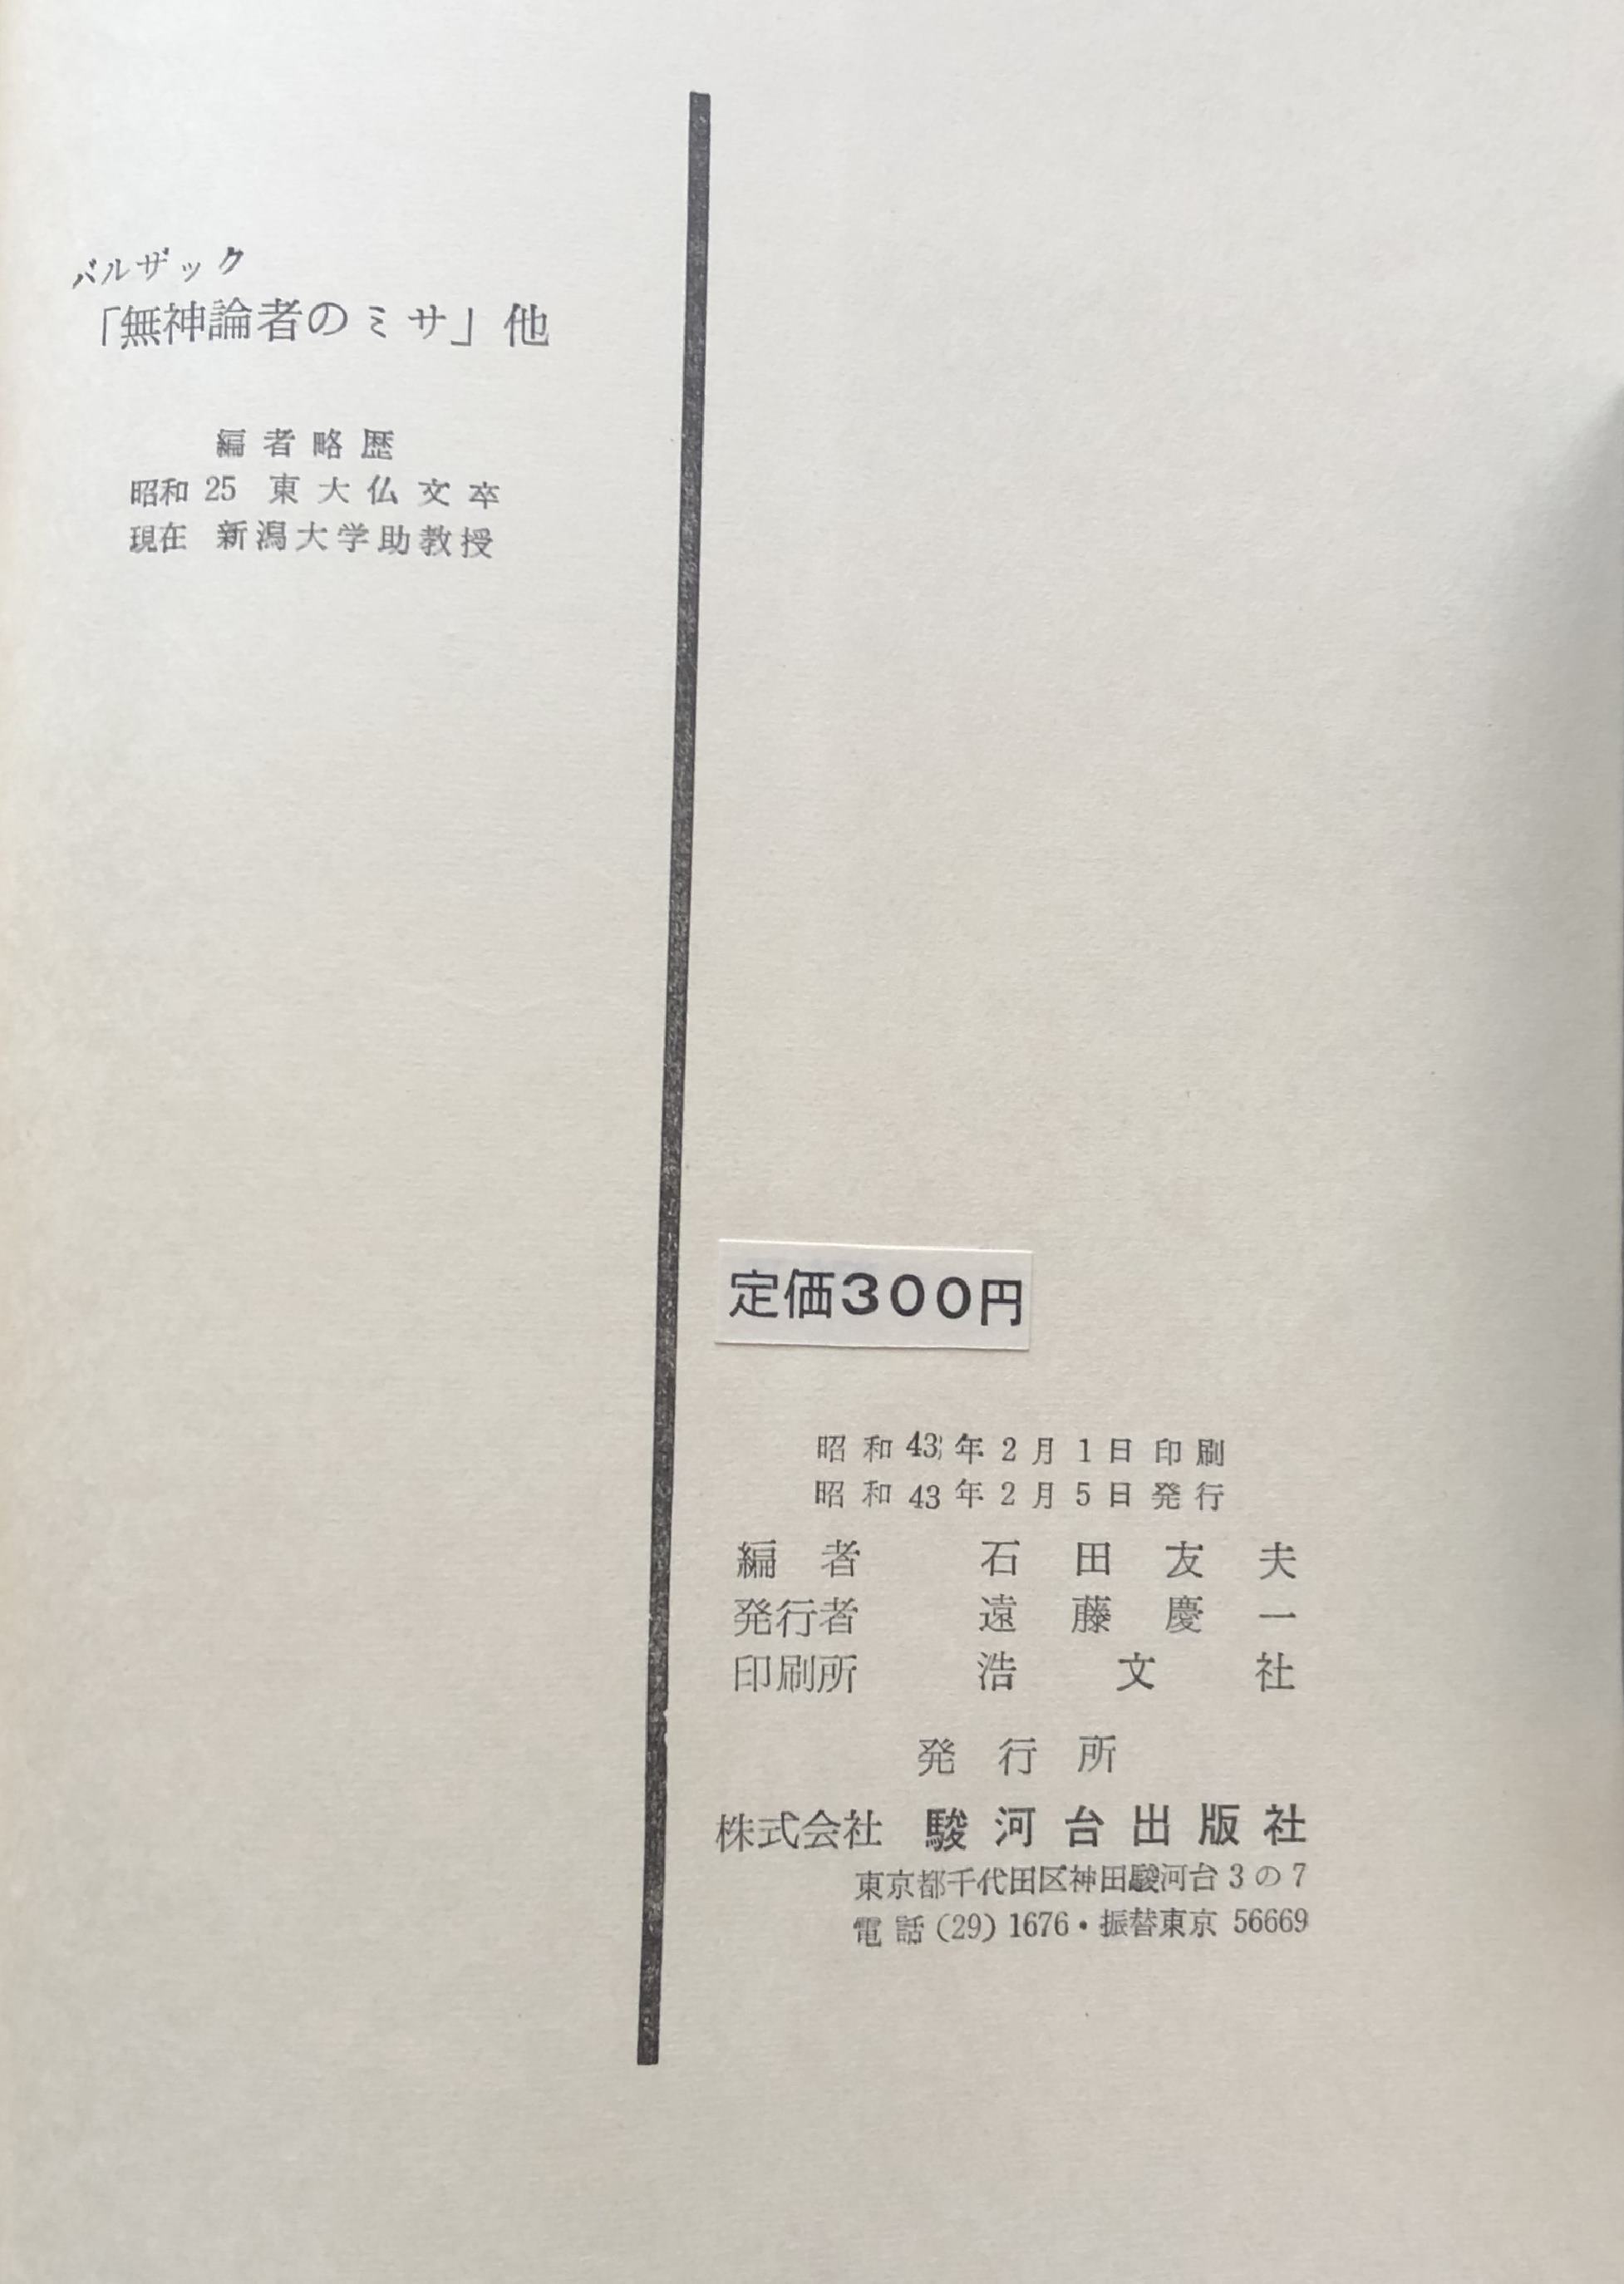 バルザック
「無神論者のミサ」他
編者略歴
昭和 25 東大仏文卒
現在 新潟大学助教授
定価300円
昭和43年2月1日印刷
昭和43年2月5日発行
編者 石田友夫
発行者 遠藤慶一
印刷所 浩文社
発行所
株式会社 駿河台出版社
東京都千代田区神田駿河台3の7
電話(29)1676・振替東京 56669